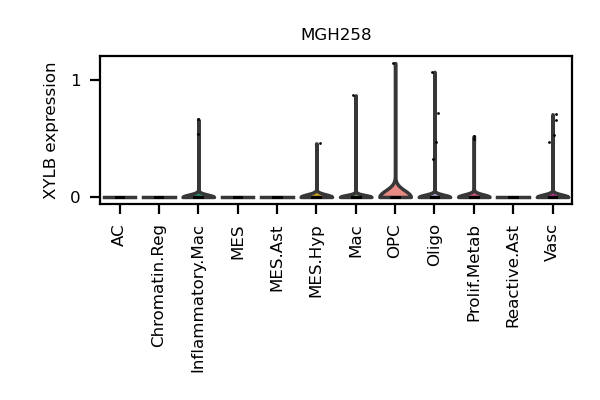 MGH258
XYLB expression
1
0
AC
Chromatin.Reg
Inflammatory.Mac
MES
MES.Ast
MES.Hyp
Mac
OPC
Oligo
Prolif.Metab
Reactive.Ast
Vasc